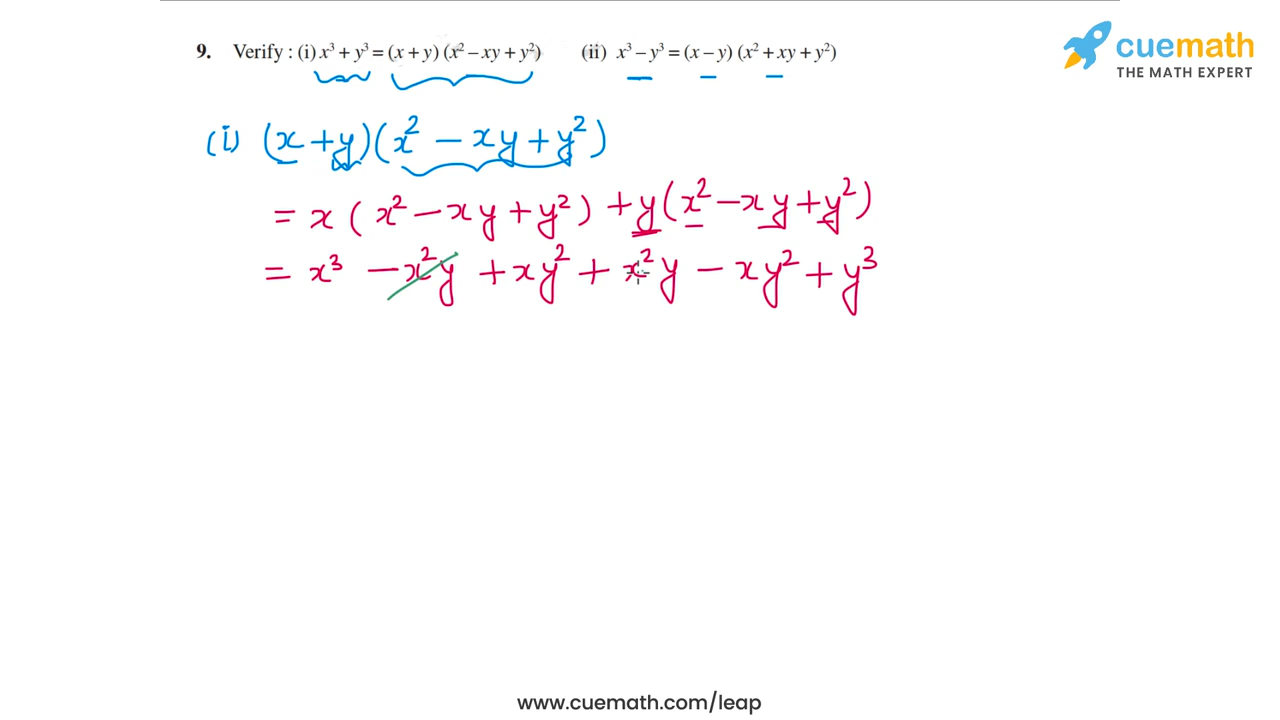 cuemath
THE MATH EXPERT
9. Verify : (i) x³ + y³ = (x + y) (x² – xy + y²) (ii) x³ – y³ = (x – y) (x² + xy + y²)
(i) (x + y)(x² – xy + y²)
= x (x² – xy + y²) + y(x² – xy + y²)
= x³ – x²y + xy² + x²y – xy² + y³
www.cuemath.com/leap